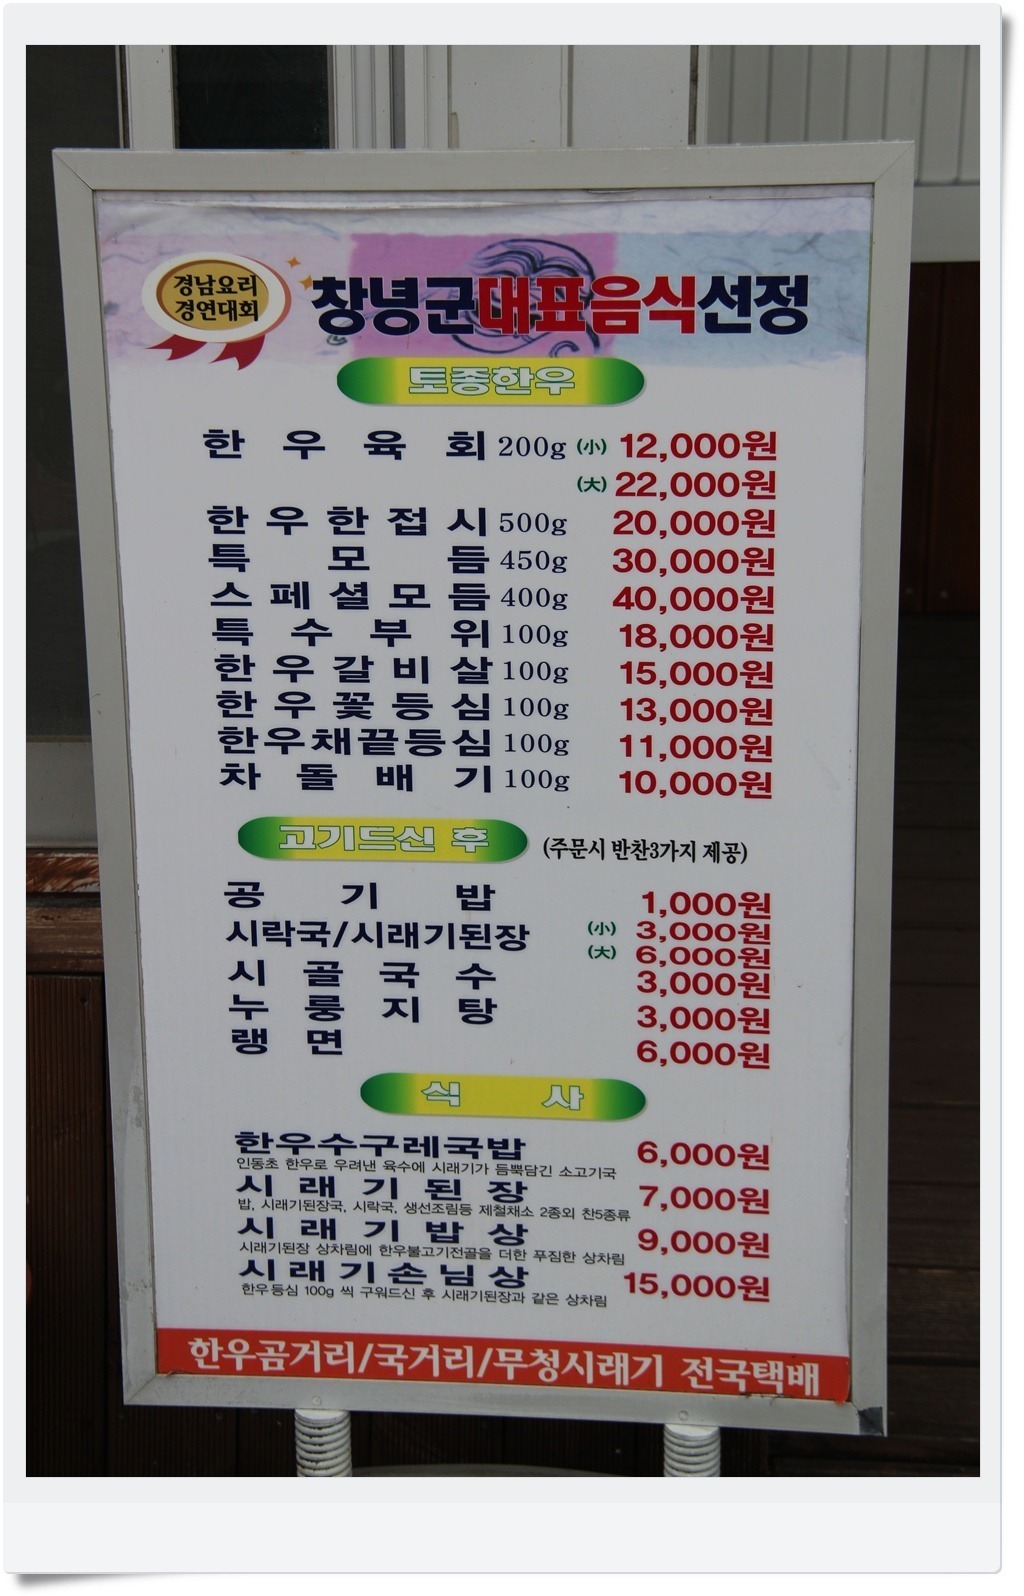 경남요리
경연대회
창녕군대표음식선정
토종한우
한우육회 200g (小) 12,000원
(大) 22,000원
한우한접시 500g 20,000원
특모듬 450g 30,000원
스페셜모듬 400g 40,000원
특수부위 100g 18,000원
한우갈비살 100g 15,000원
한우꽃등심 100g 13,000원
한우채끝등심 100g 11,000원
차돌배기 100g 10,000원
고기드신 후 (주문시 반찬3가지 제공)
공기밥 1,000원
시락국/시래기된장 (小) 3,000원
(大) 6,000원
시골국수 3,000원
누룽지탕 3,000원
랭면 6,000원
식사
한우수구레국밥 6,000원
인동초 한우로 우려낸 육수에 시래기가 듬뿍담긴 소고기국
시래기된장 7,000원
밥, 시래기된장국, 시락국, 생선조림등 제철채소 2종외 찬5종류
시래기밥상 9,000원
시래기된장 상차림에 한우불고기전골을 더한 푸짐한 상차림
시래기손님상 15,000원
한우등심 100g 씩 구워드신 후 시래기된장과 같은 상차림
한우곰거리/국거리/무청시래기 전국택배